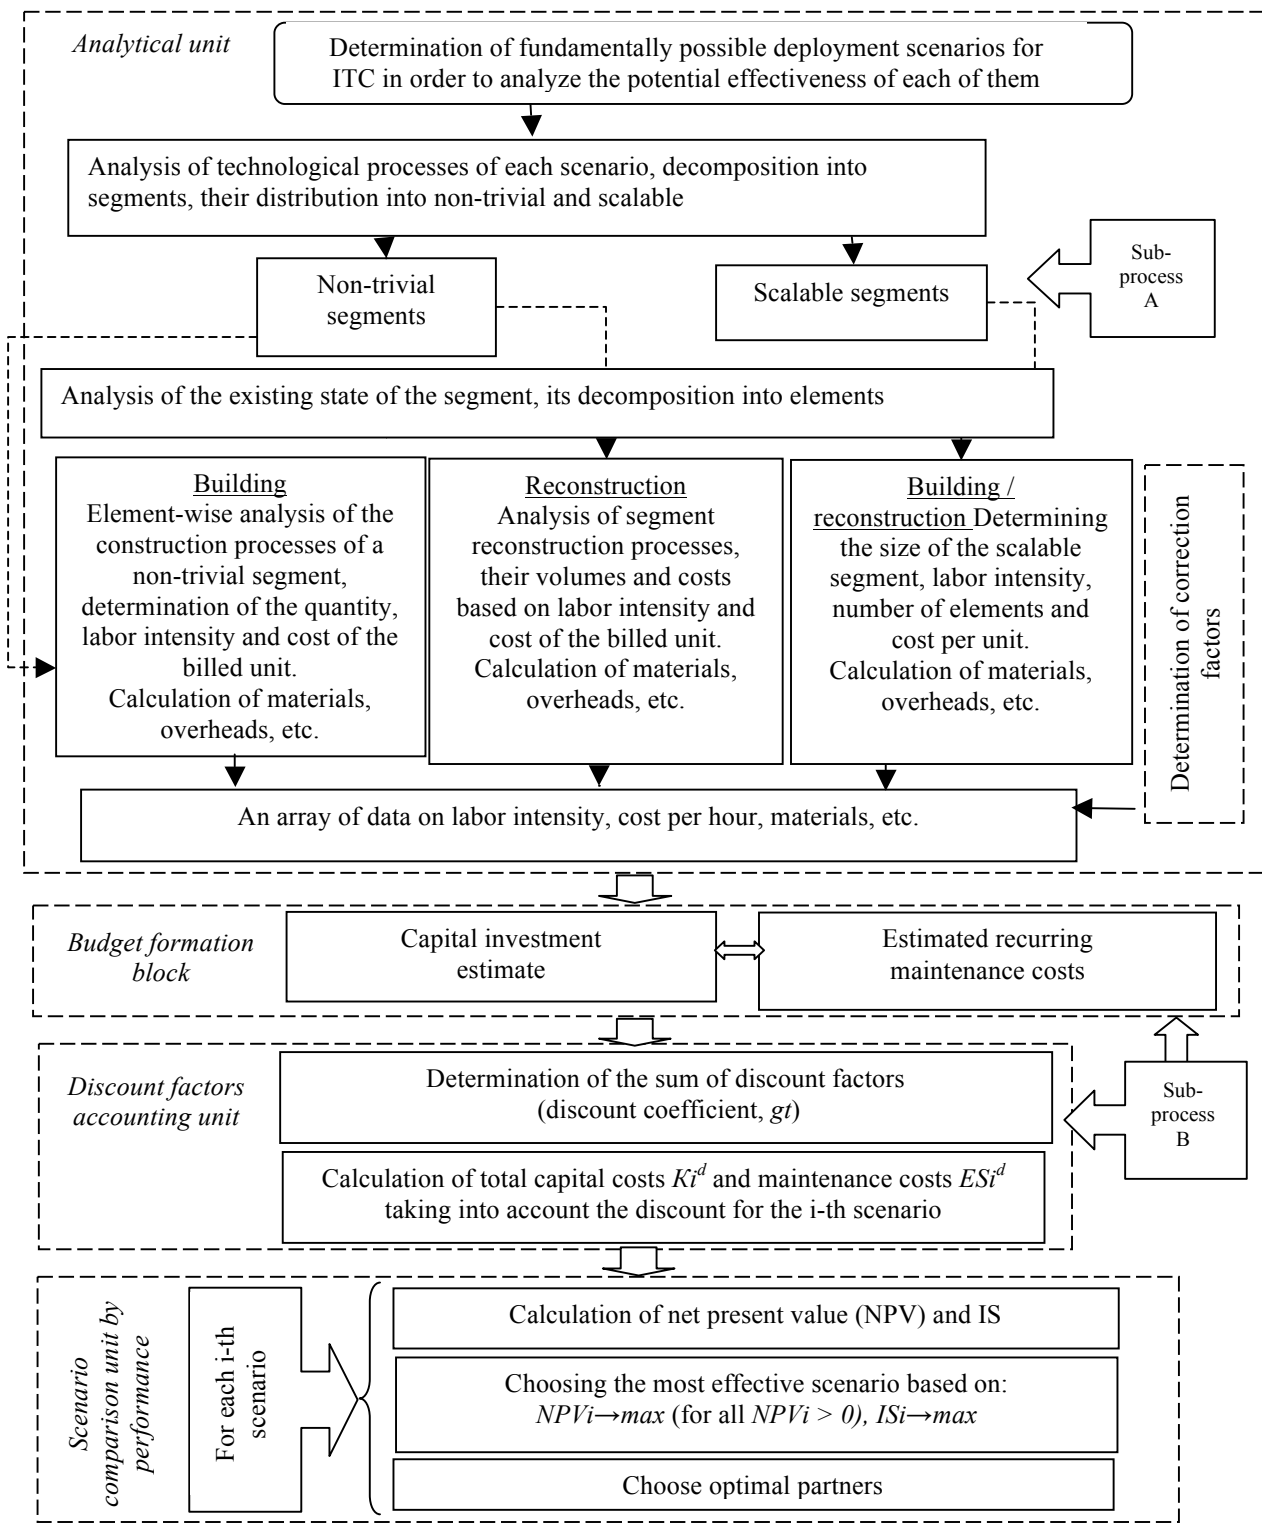 Analytical unit
Determination of fundamentally possible deployment scenarios for
ITC in order to analyze the potential effectiveness of each of them
Analysis of technological processes of each scenario, decomposition into
segments, their distribution into non-trivial and scalable
Non-trivial
segments
Scalable segments
Sub-
process
A
Analysis of the existing state of the segment, its decomposition into elements
Building
Element-wise analysis of the
construction processes of a
non-trivial segment,
determination of the quantity,
labor intensity and cost of the
billed unit.
Calculation of materials,
overheads, etc.
Reconstruction
Analysis of segment
reconstruction processes,
their volumes and costs
based on labor intensity and
cost of the billed unit.
Calculation of materials,
overheads, etc.
Building /
reconstruction Determining
the size of the scalable
segment, labor intensity,
number of elements and
cost per unit.
Calculation of materials,
overheads, etc.
Determination of correction
factors
An array of data on labor intensity, cost per hour, materials, etc.
Budget formation
block
Capital investment
estimate
Estimated recurring
maintenance costs
Discount factors
accounting unit
Determination of the sum of discount factors
(discount coefficient, gt)
Sub-
process
B
Calculation of total capital costs Ki^d and maintenance costs ESi^d
taking into account the discount for the i-th scenario
Scenario
comparison unit by
performance
For each i-th
scenario
Calculation of net present value (NPV) and IS
Choosing the most effective scenario based on:
NPVi→max (for all NPVi > 0), ISi→max
Choose optimal partners